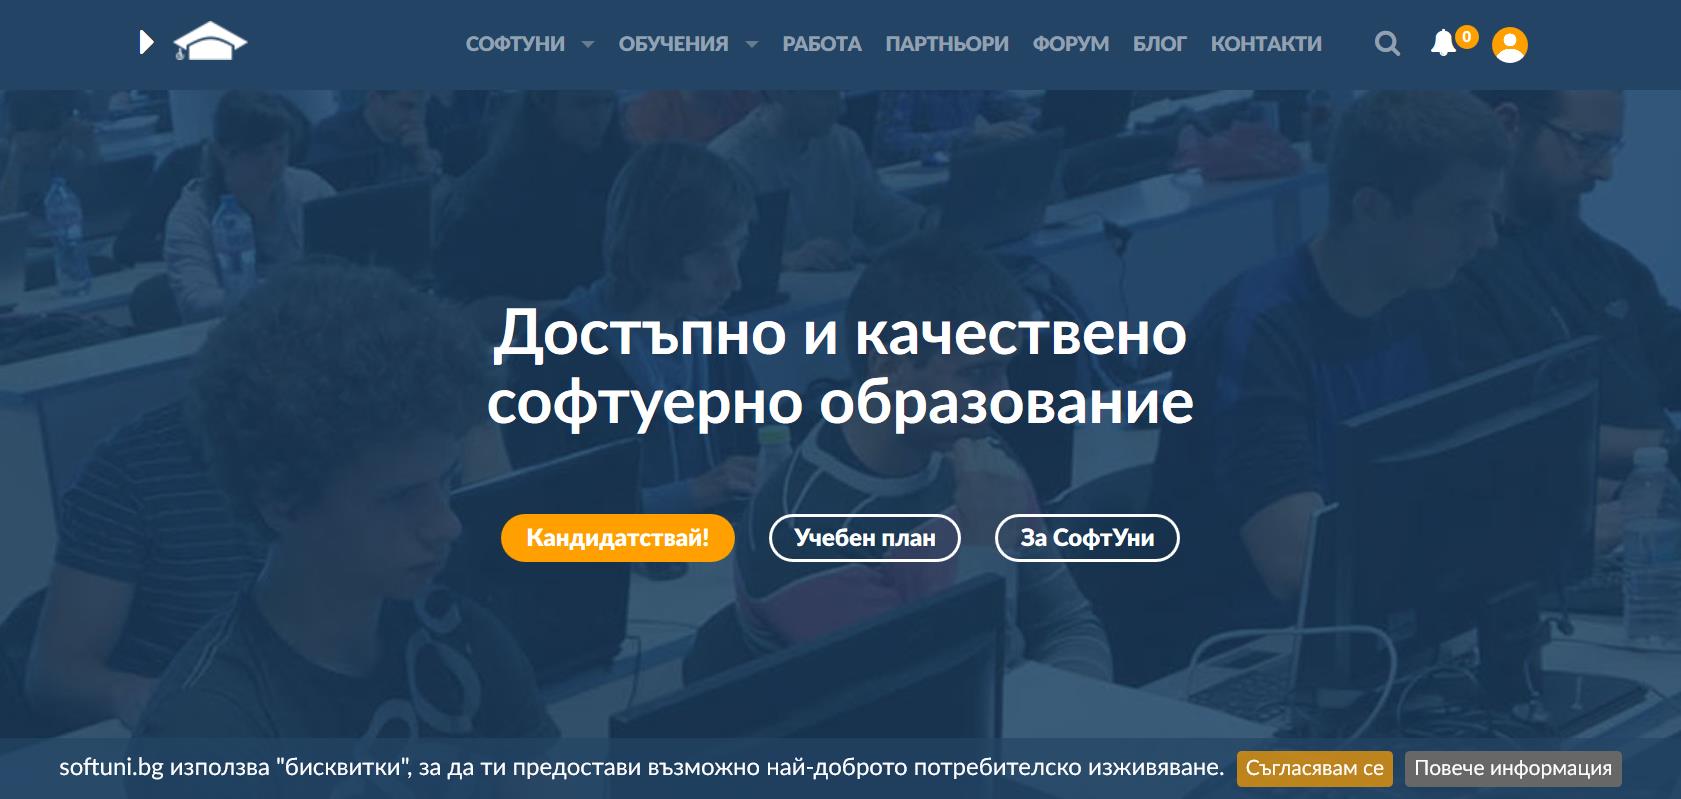 СОФТУНИ ОБУЧЕНИЯ РАБОТА ПАРТНЬОРИ ФОРУМ БЛОГ КОНТАКТИ 0
Достъпно и качествено
софтуерно образование
Кандидатствай! Учебен план За СофтУни
softuni.bg използва "бисквитки", за да ти предостави възможно най-доброто потребителско изживяване. Съгласявам се Повече информация